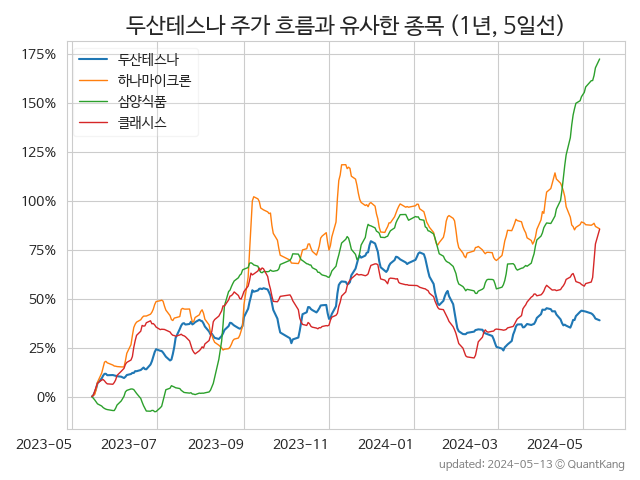 두산테스나 주가 흐름과 유사한 종목 (1년, 5일선)
두산테스나
하나마이크론
삼양식품
클래시스
175%
150%
125%
100%
75%
50%
25%
0%
2023-05 2023-07 2023-09 2023-11 2024-01 2024-03 2024-05
updated: 2024-05-13 © QuantKang